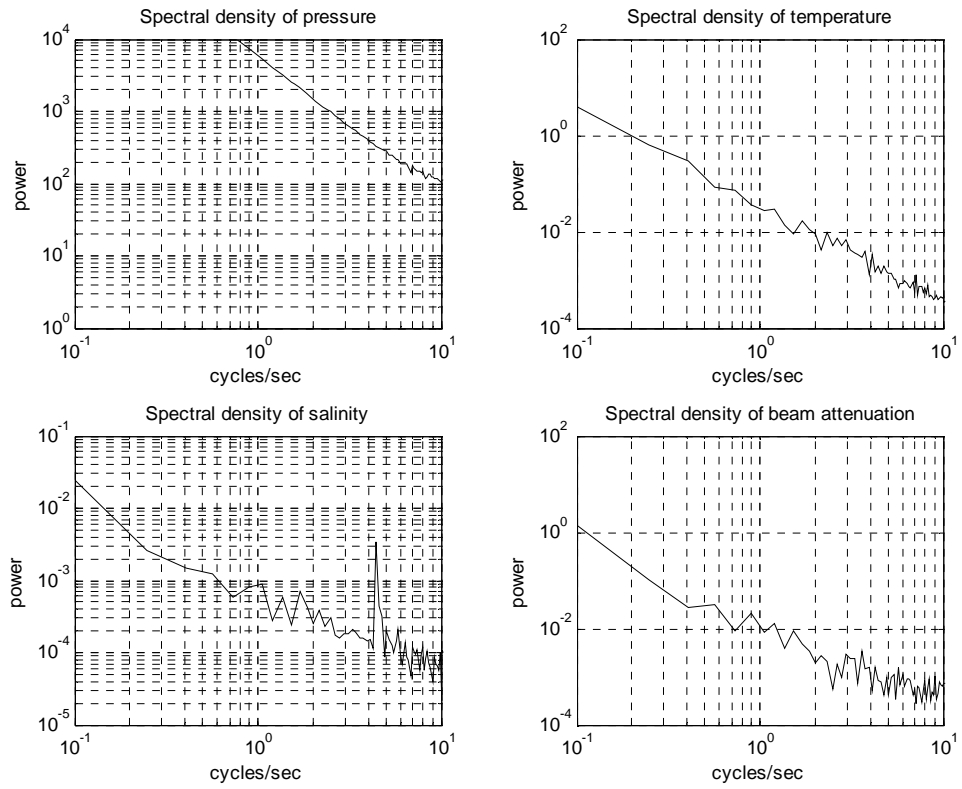 Spectral density of pressure
10^4
10^3
10^2
10^1
10^0
power
10^-1
10^0
10^1
cycles/sec
Spectral density of temperature
10^2
10^0
10^-2
10^-4
power
10^-1
10^0
10^1
cycles/sec
Spectral density of salinity
10^-1
10^-2
10^-3
10^-4
10^-5
power
10^-1
10^0
10^1
cycles/sec
Spectral density of beam attenuation
10^2
10^0
10^-2
10^-4
power
10^-1
10^0
10^1
cycles/sec